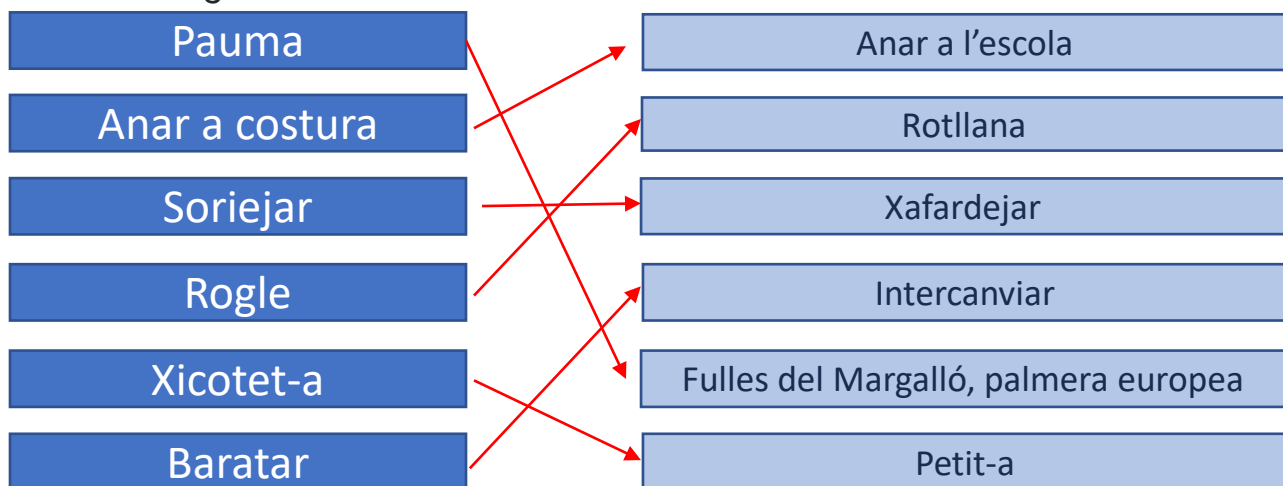 Pauma
Anar a l’escola
Anar a costura
Rotllana
Soriejar
Xafardejar
Rogle
Intercanviar
Xicotet-a
Fulles del Margalló, palmera europea
Baratar
Petit-a